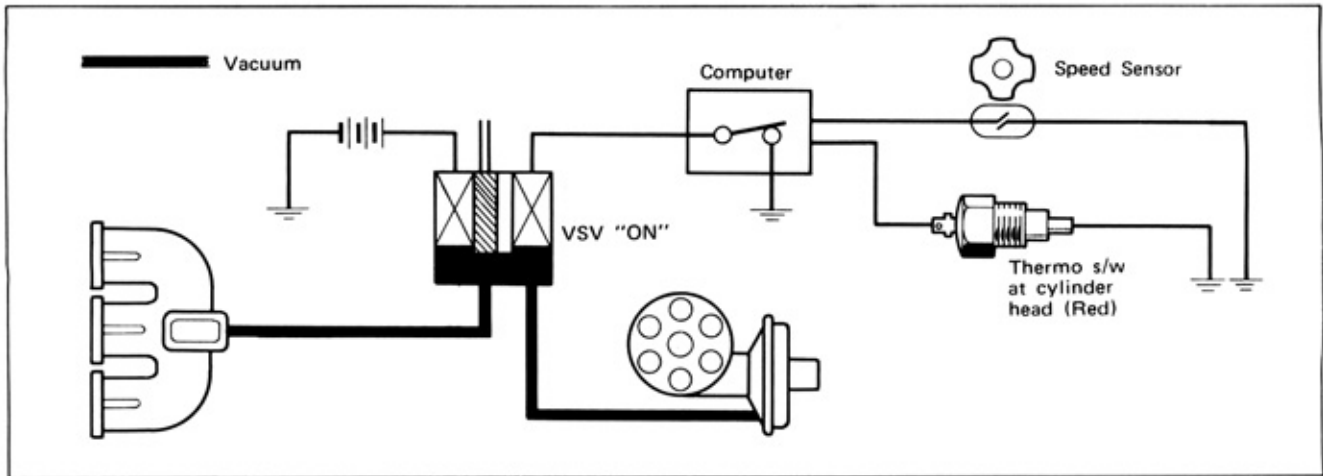 Vacuum
Computer
Speed Sensor
VSV "ON"
Thermo s/w
at cylinder
head (Red)